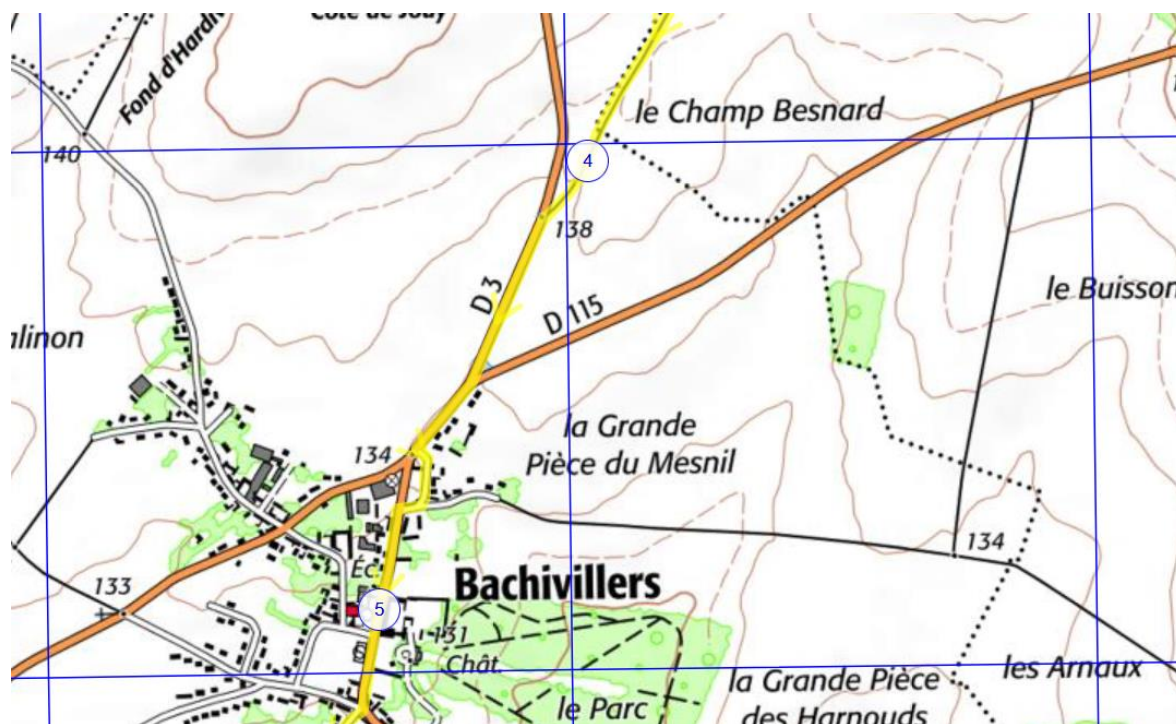 Côte de Jouy
Fond d'Hardi
le Champ Besnard
140
4
138
D 3
D 115
le Buisson
alinon
la Grande
Pièce du Mesnil
134
134
Éc.
Bachivillers
133
5
131
Chât.
les Arnaux
la Grande Pièce
des Harnouds
le Parc